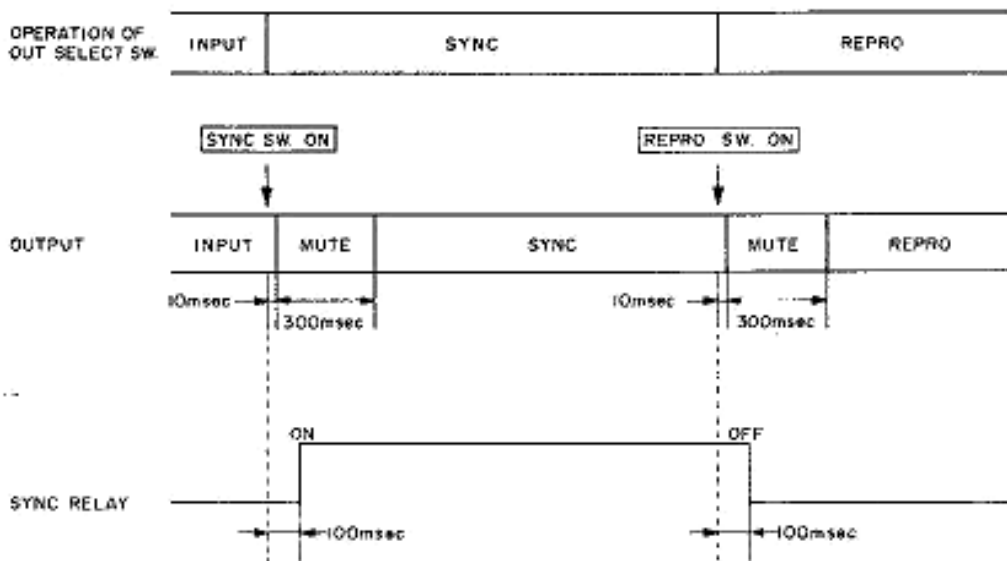 OPERATION OF
OUT SELECT SW.
INPUT
SYNC
REPRO
SYNC SW. ON
REPRO SW. ON
OUTPUT
INPUT
MUTE
SYNC
MUTE
REPRO
10msec
300msec
10msec
300msec
ON
OFF
SYNC RELAY
100msec
100msec